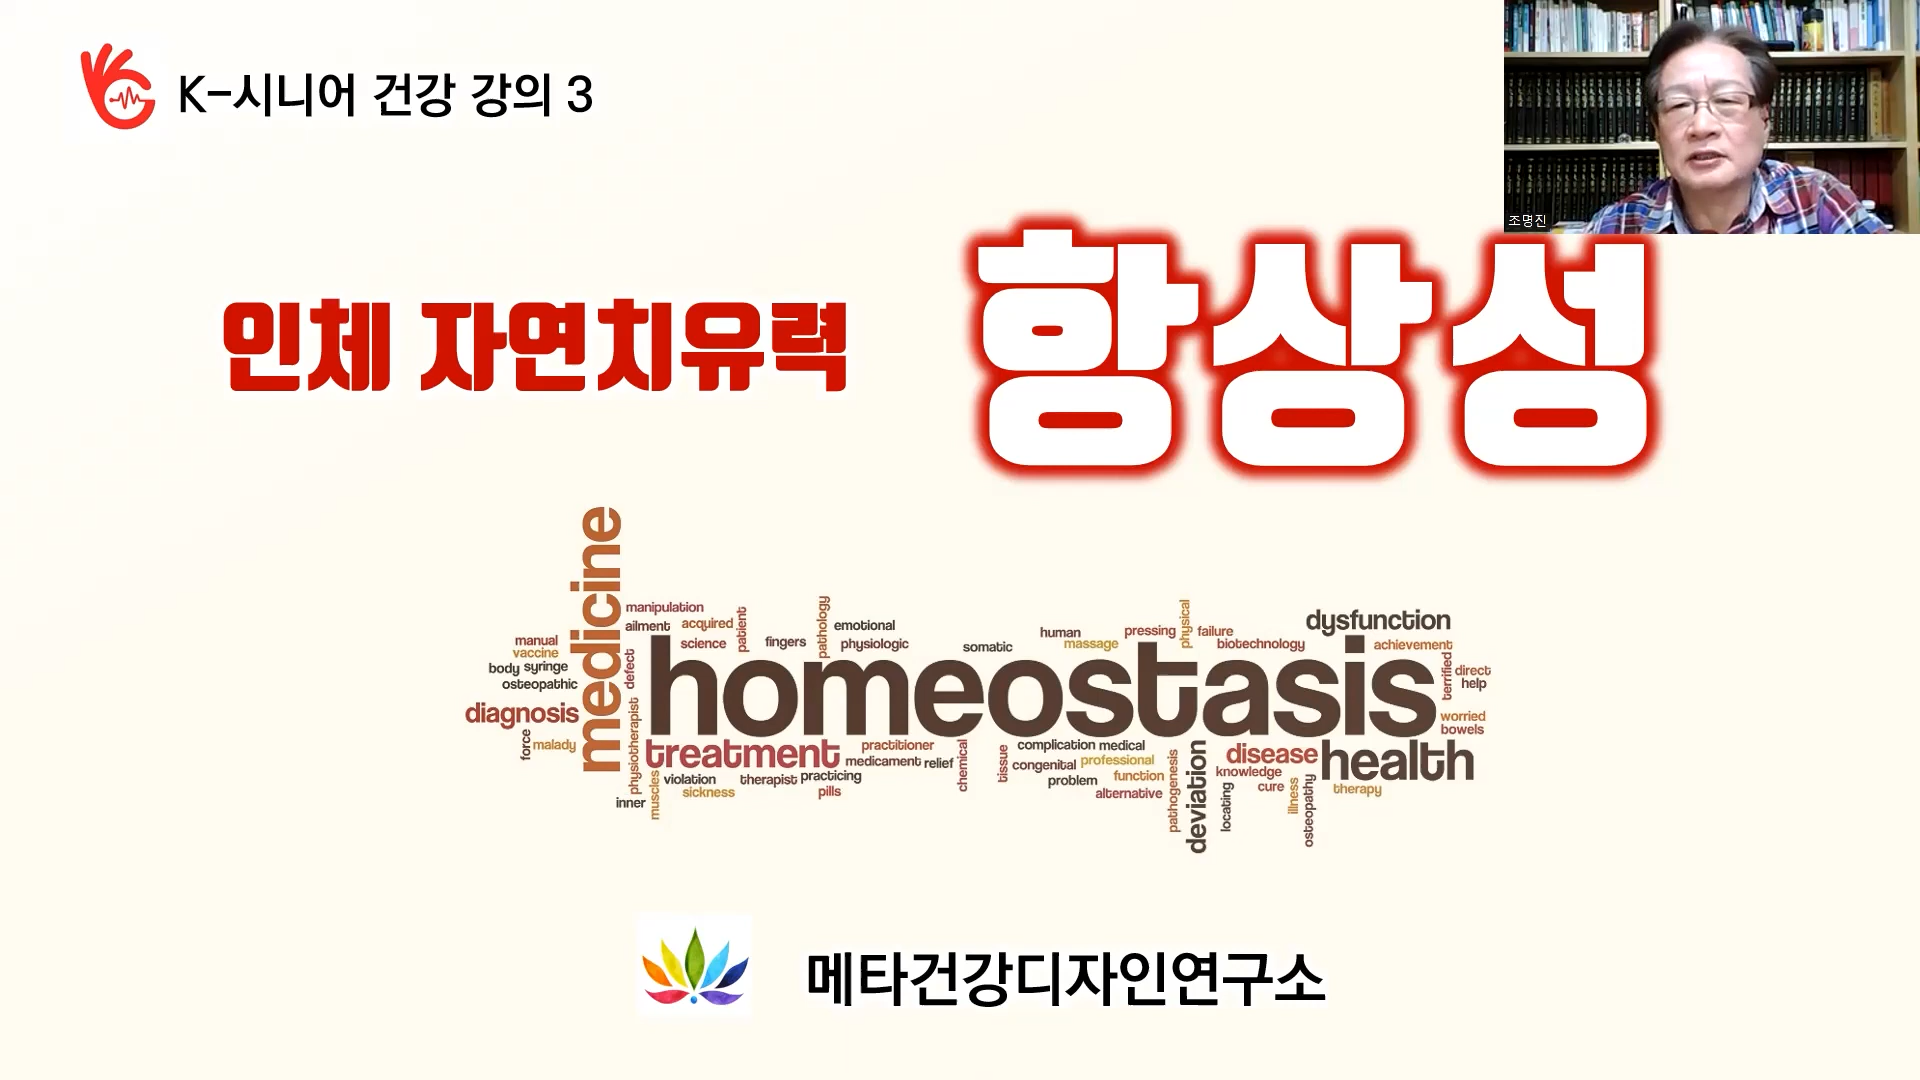 K-시니어 건강 강의 3
조명진
인체 자연치유력
항상성
medicine
manipulation
ailment
acquired
patient
science
fingers
pathology
emotional
physiologic
somatic
human
massage
pressing
physical
failure
biotechnology
dysfunction
achievement
manual
vaccine
body
syringe
osteopathic
defect
homeostasis
terrified
direct
help
diagnosis
worried
bowels
force
malady
physiotherapist
treatment
practitioner
medicament
relief
chemical
tissue
complication
medical
congenital
professional
problem
function
alternative
pathogenesis
deviation
disease
health
knowledge
cure
locating
illness
osteopathy
therapy
inner
muscles
violation
sickness
therapist
practicing
pills
메타건강디자인연구소